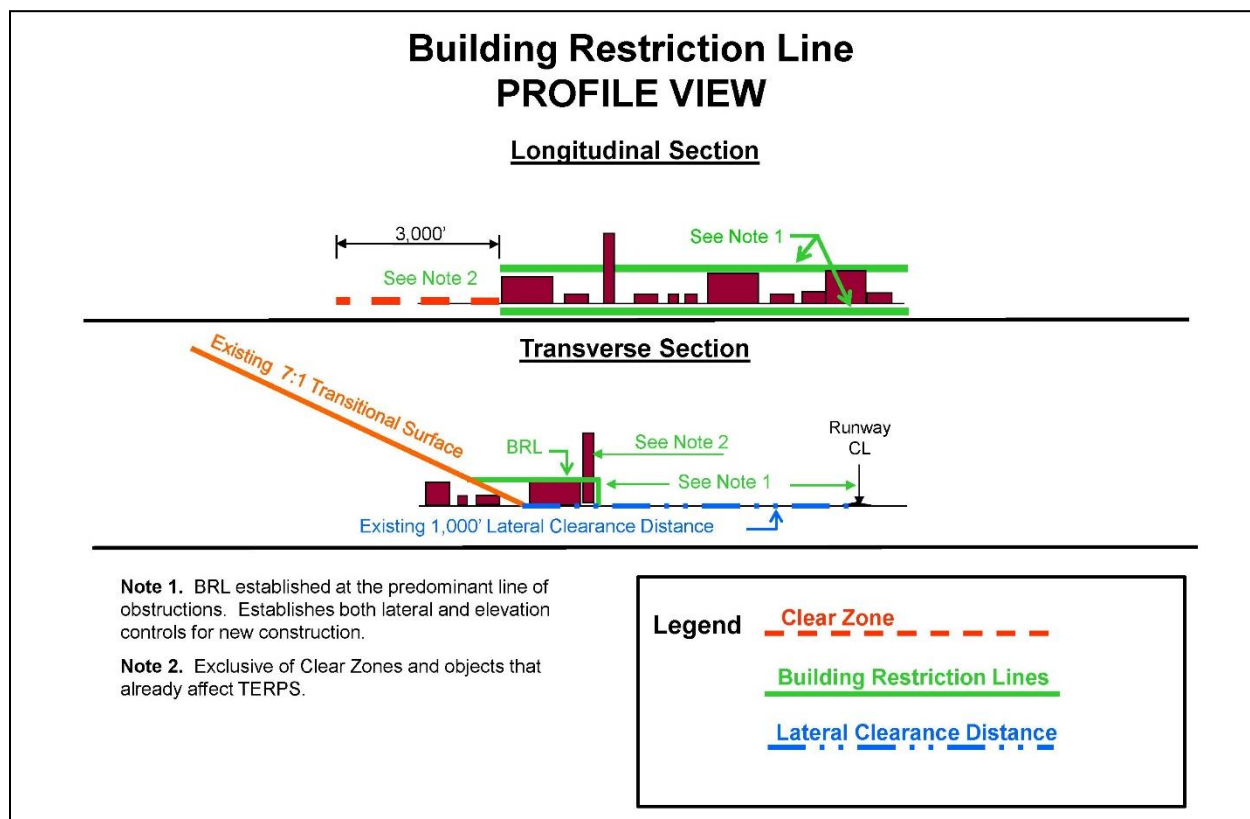 Building Restriction Line
PROFILE VIEW
Longitudinal Section
3,000’
See Note 1
See Note 2
Transverse Section
Existing 7:1 Transitional Surface
BRL
See Note 2
Runway
CL
See Note 1
Existing 1,000’ Lateral Clearance Distance
Note 1. BRL established at the predominant line of
obstructions. Establishes both lateral and elevation
controls for new construction.
Note 2. Exclusive of Clear Zones and objects that
already affect TERPS.
Legend
Clear Zone
Building Restriction Lines
Lateral Clearance Distance